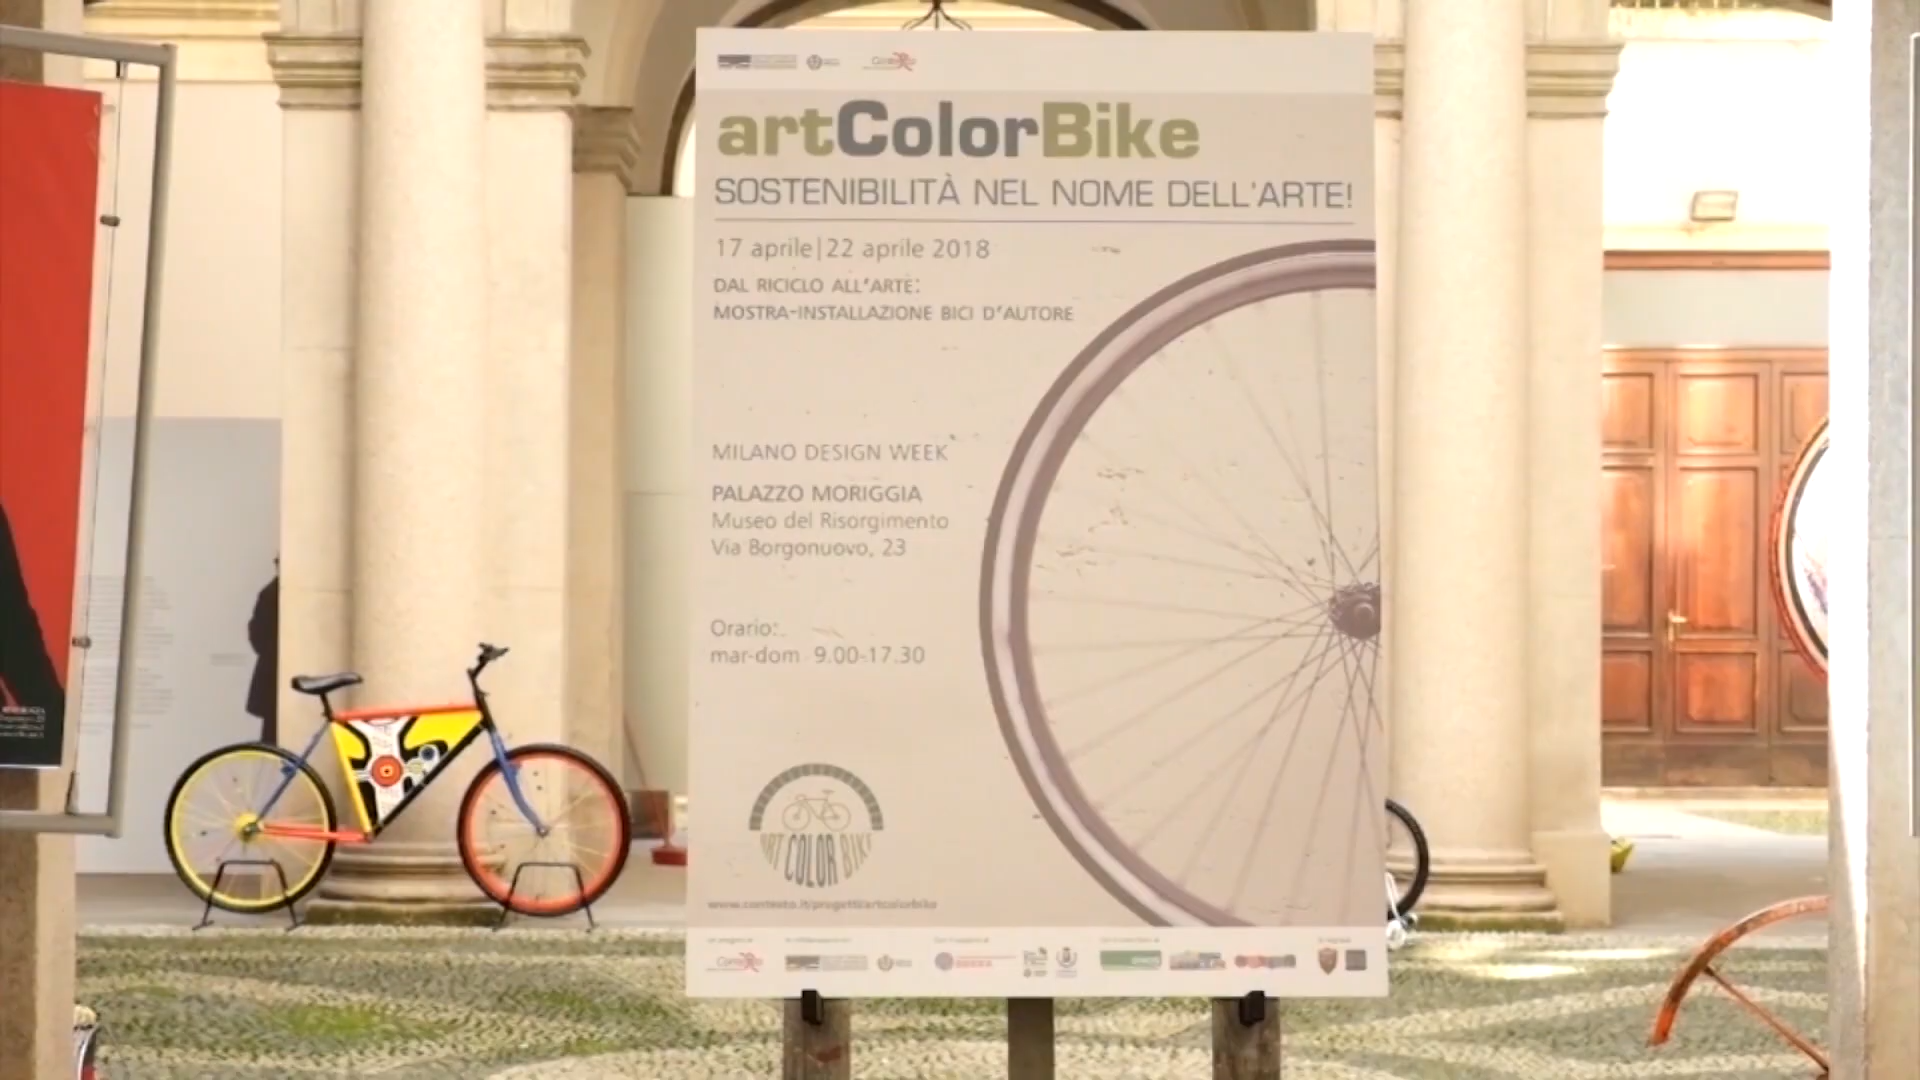 artColorBike
SOSTENIBILITÀ NEL NOME DELL'ARTE!
17 aprile|22 aprile 2018
DAL RICICLO ALL'ARTE:
MOSTRA-INSTALLAZIONE BICI D'AUTORE
MILANO DESIGN WEEK
PALAZZO MORIGGIA
Museo del Risorgimento
Via Borgonuovo, 23
Orario:
mar-dom 9.00-17.30
ART COLOR BIKE
www.contesto.it/progetti/artcolorbike